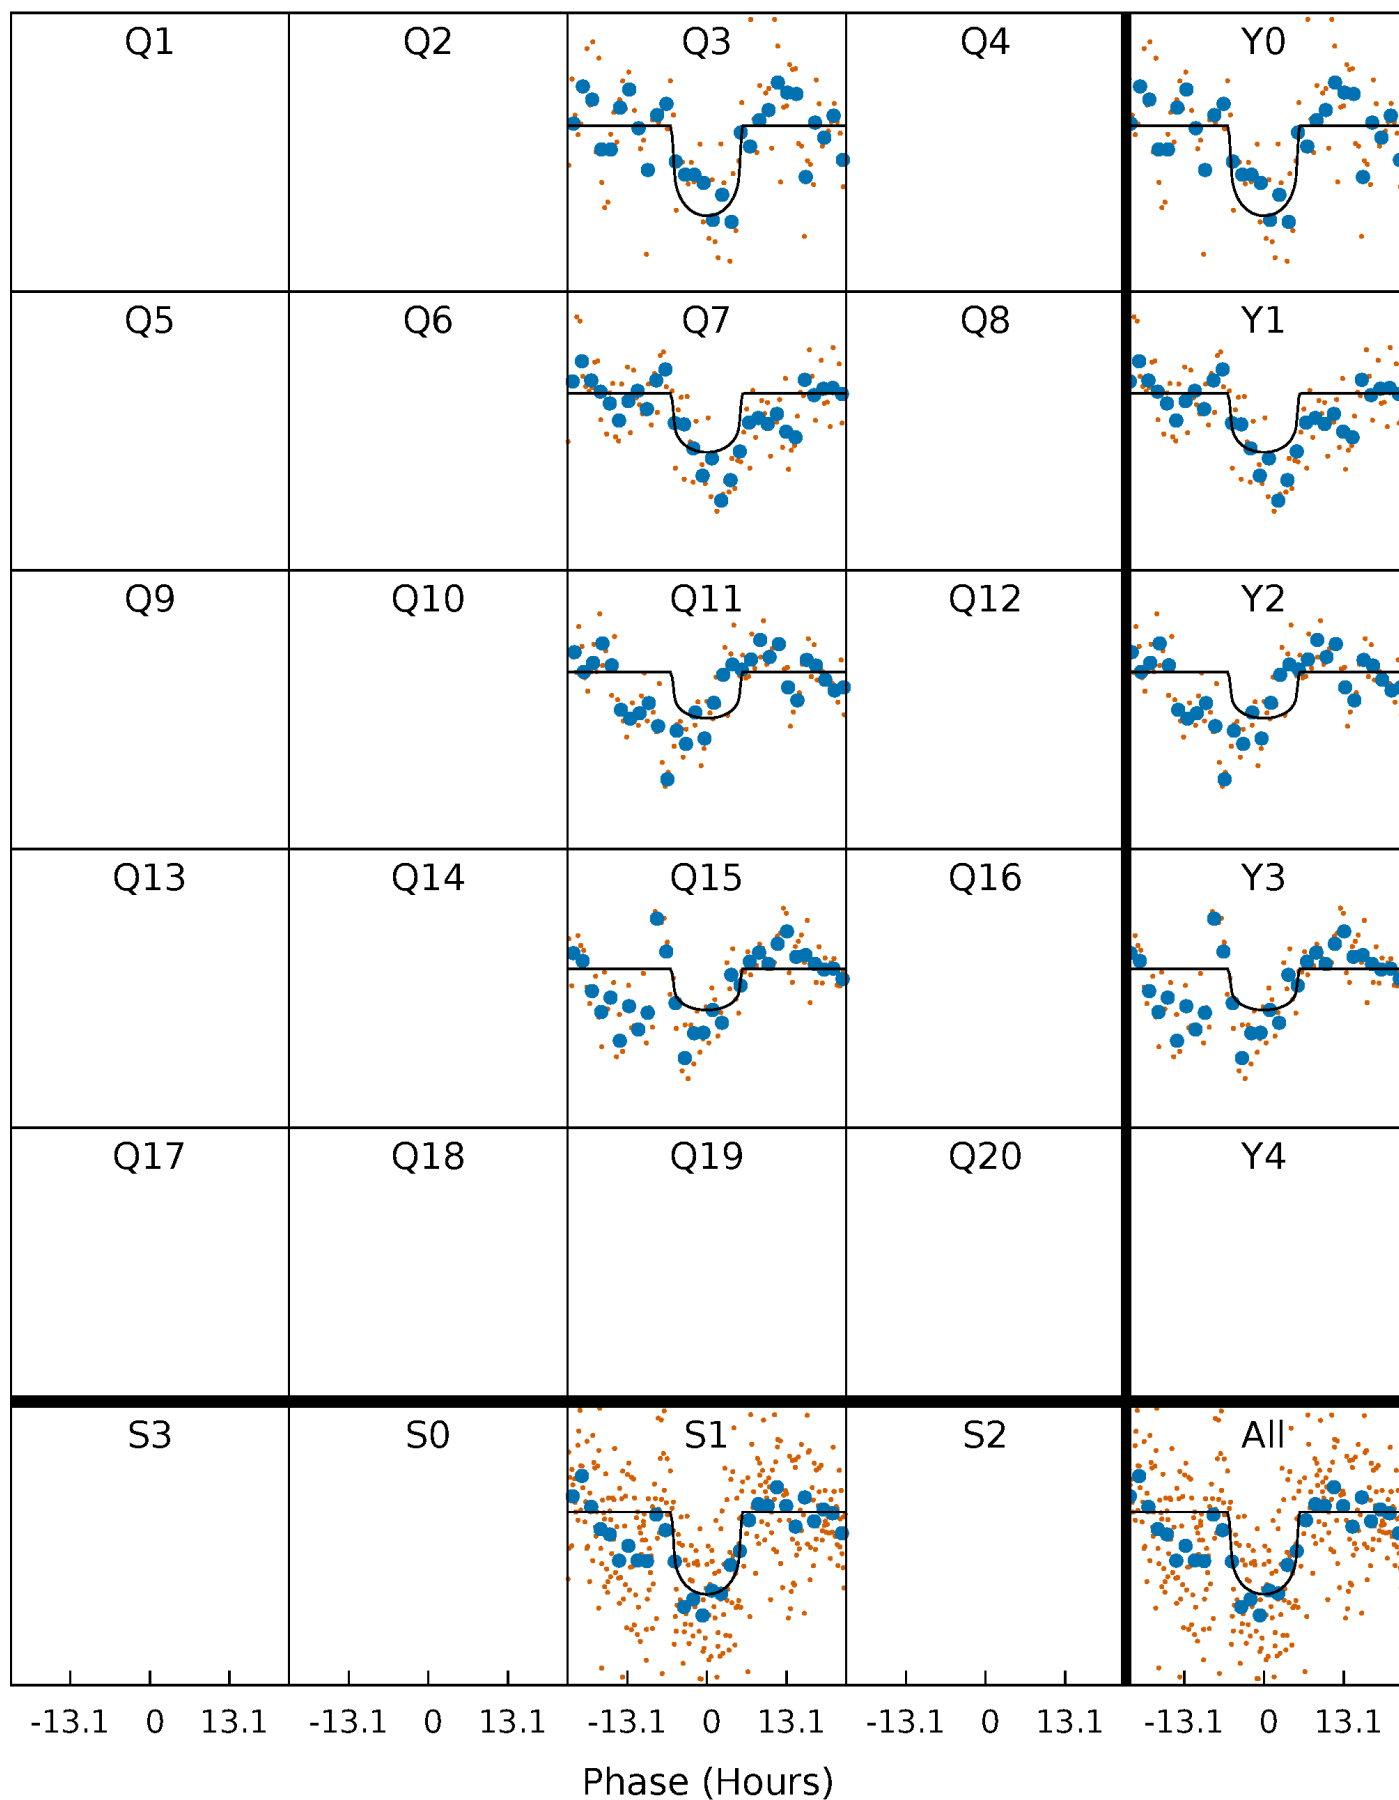 Q1 Q2 Q3 Q4 Y0
Q5 Q6 Q7 Q8 Y1
Q9 Q10 Q11 Q12 Y2
Q13 Q14 Q15 Q16 Y3
Q17 Q18 Q19 Q20 Y4
S3 S0 S1 S2 All
-13.1 0 13.1 -13.1 0 13.1 -13.1 0 13.1 -13.1 0 13.1 -13.1 0 13.1
Phase (Hours)